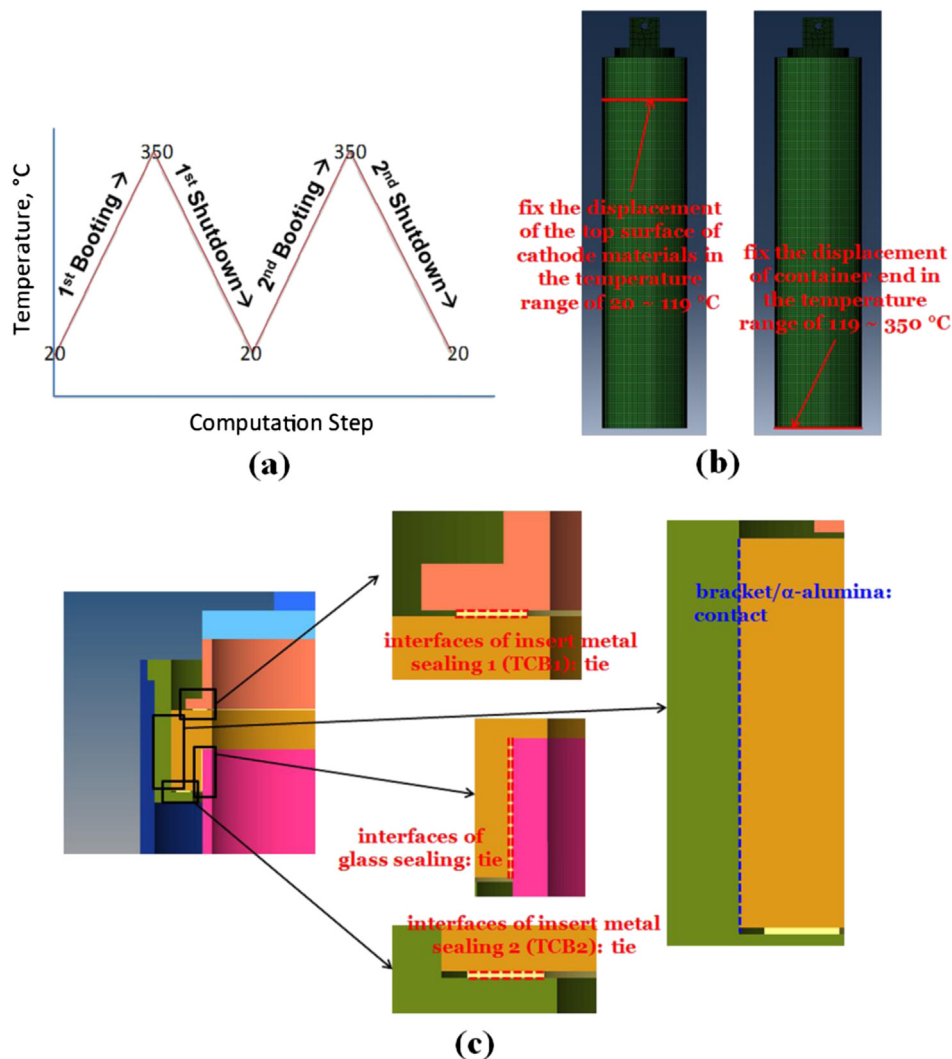 Temperature, °C
350
350
1st Booting →
1st Shutdown →
2nd Booting →
2nd Shutdown →
20
20
20
Computation Step
(a)
fix the displacement
of the top surface of
cathode materials in
the temperature
range of 20 ~ 119 °C
fix the displacement
of container end in
the temperature
range of 119 ~ 350 °C
(b)
interfaces of insert metal
sealing 1 (TCB1): tie
bracket/α-alumina:
contact
interfaces of
glass sealing: tie
interfaces of insert metal
sealing 2 (TCB2): tie
(c)